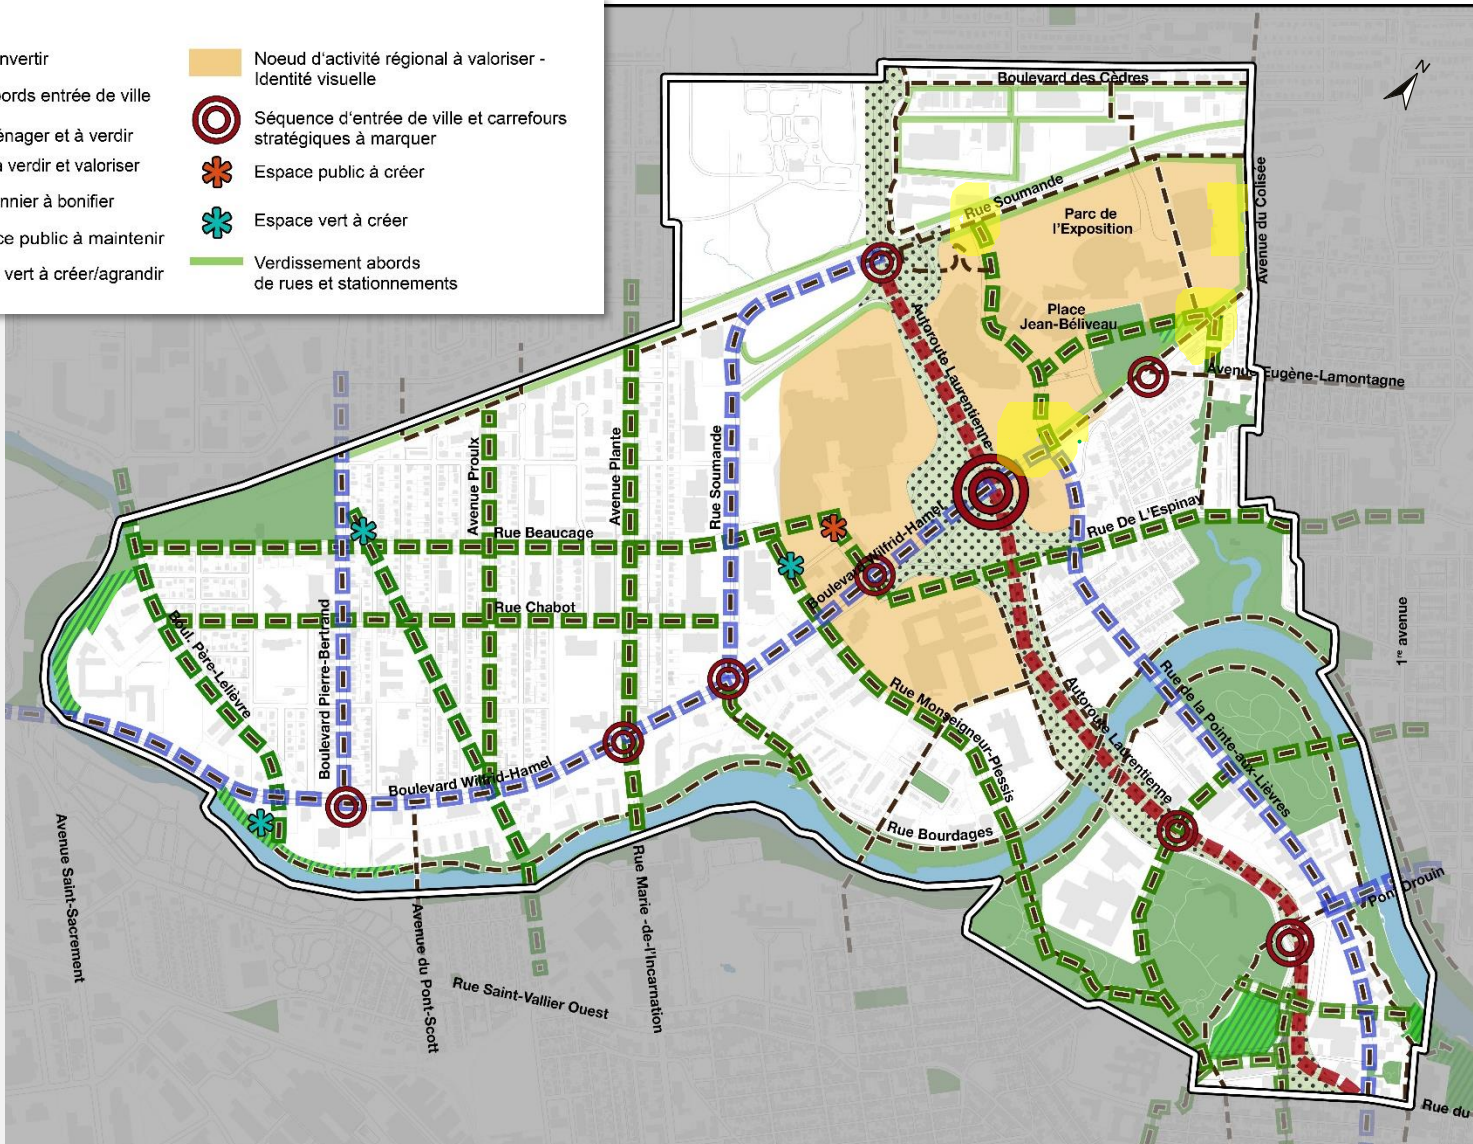 nvertir
ords entrée de ville
énager et à verdir
à verdir et valoriser
nnier à bonifier
ce public à maintenir
vert à créer/agrandir
Noeud d'activité régional à valoriser -
Identité visuelle
Séquence d'entrée de ville et carrefours
stratégiques à marquer
Espace public à créer
Espace vert à créer
Verdissement abords
de rues et stationnements
N
Boulevard des Cèdres
Avenue du Colisée
Rue Soumande
Parc de
l'Exposition
Place
Jean-Béliveau
Autoroute Laurentienne
Avenue Eugène-Lamontagne
Avenue Proulx
Avenue Plante
Rue Soumande
Rue Beaucage
Rue De L'Espinay
Boulevard Wilfrid-Hamel
Rue Chabot
Boul. Père-Lelièvre
Boulevard Pierre-Bertrand
1re avenue
Rue Monseigneur-Plessis
Autoroute Laurentienne
Rue de la Pointe-aux-Lièvres
Boulevard Wilfrid-Hamel
Rue Bourdages
Avenue Saint-Sacrement
Avenue du Pont-Scott
Rue Marie -de-l'Incarnation
Rue Saint-Vallier Ouest
Pont Drouin
Rue du